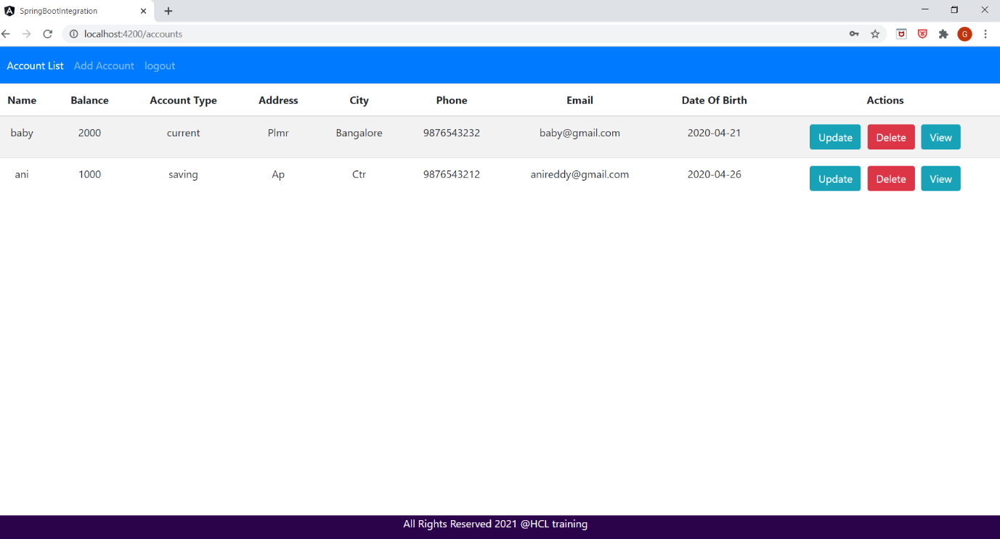 SpringBootIntegration
localhost:4200/accounts
G
Account List Add Account logout
Name Balance Account Type Address City Phone Email Date Of Birth Actions
baby 2000 current Plmr Bangalore 9876543232 baby@gmail.com 2020-04-21 Update Delete View
ani 1000 saving Ap Ctr 9876543212 anireddy@gmail.com 2020-04-26 Update Delete View
All Rights Reserved 2021 @HCL training